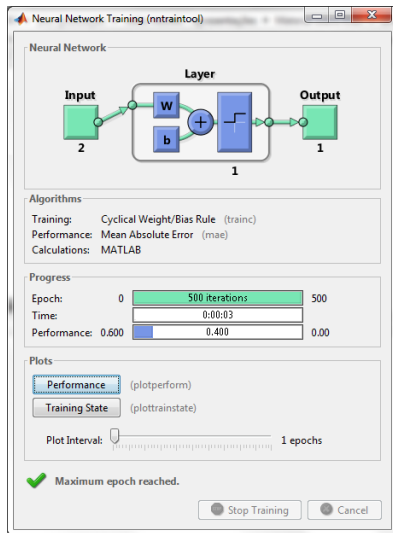 Neural Network Training (nntraintool)
Neural Network
Layer
Input
Output
W
b
+
2
1
1
Algorithms
Training: Cyclical Weight/Bias Rule (trainc)
Performance: Mean Absolute Error (mae)
Calculations: MATLAB
Progress
Epoch: 0 500 iterations 500
Time: 0:00:03
Performance: 0.600 0.400 0.00
Plots
Performance (plotperform)
Training State (plottrainstate)
Plot Interval: 1 epochs
Maximum epoch reached.
Stop Training Cancel